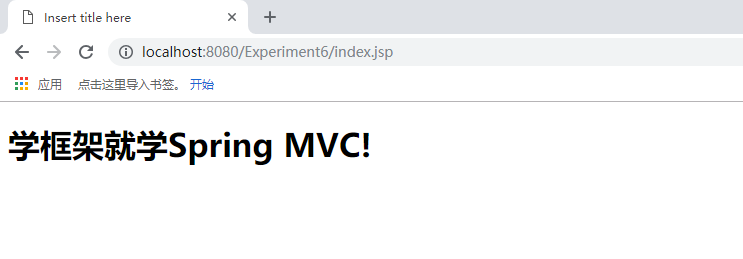 Insert title here
localhost:8080/Experiment6/index.jsp
应用 点击这里导入书签。 开始
学框架就学Spring MVC!